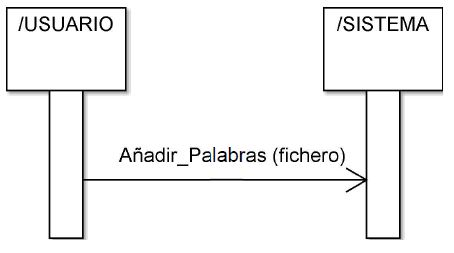 /USUARIO
/SISTEMA
Añadir_Palabras (fichero)